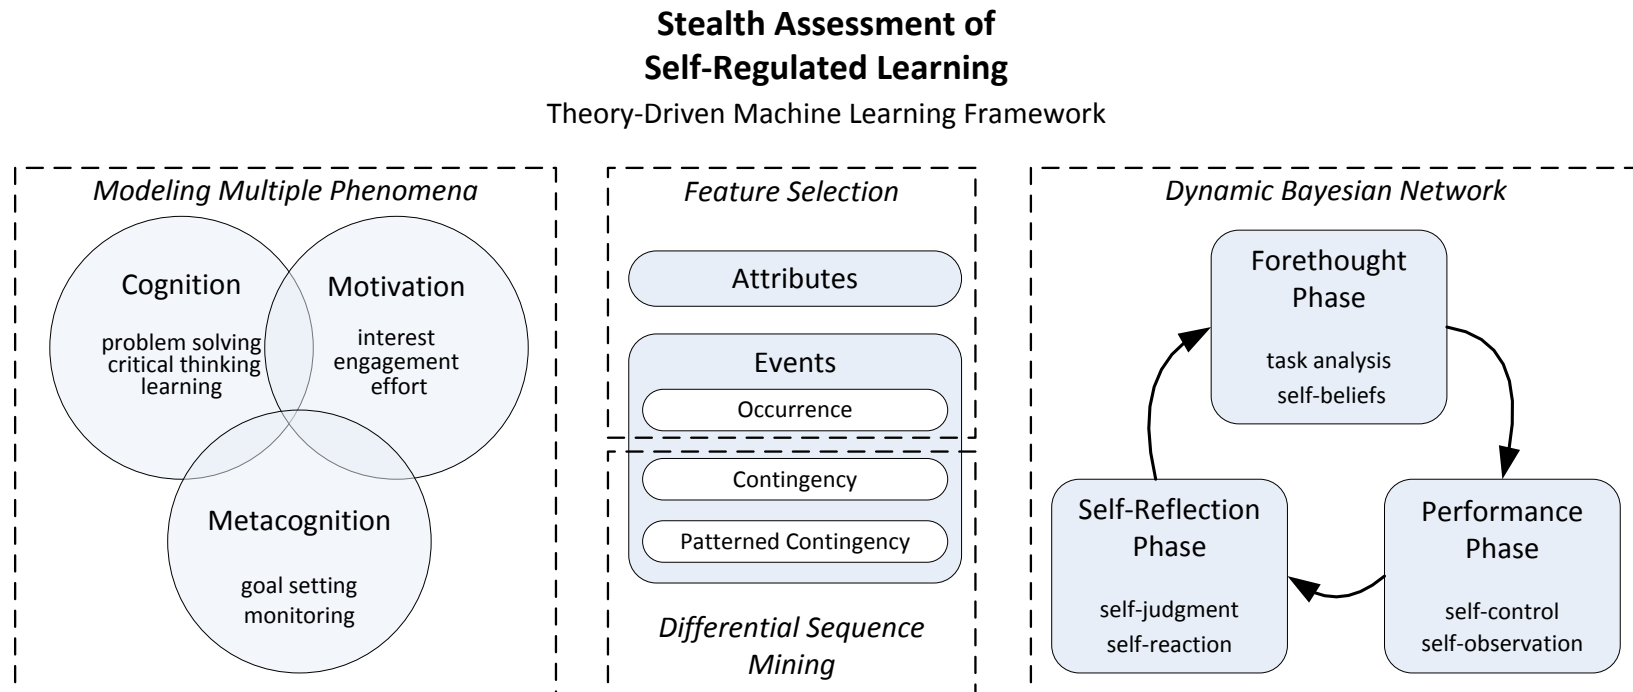 Stealth Assessment of
Self-Regulated Learning
Theory-Driven Machine Learning Framework
Modeling Multiple Phenomena
Cognition
problem solving
critical thinking
learning
Motivation
interest
engagement
effort
Metacognition
goal setting
monitoring
Feature Selection
Attributes
Events
Occurrence
Contingency
Patterned Contingency
Differential Sequence
Mining
Dynamic Bayesian Network
Forethought
Phase
task analysis
self-beliefs
Self-Reflection
Phase
self-judgment
self-reaction
Performance
Phase
self-control
self-observation